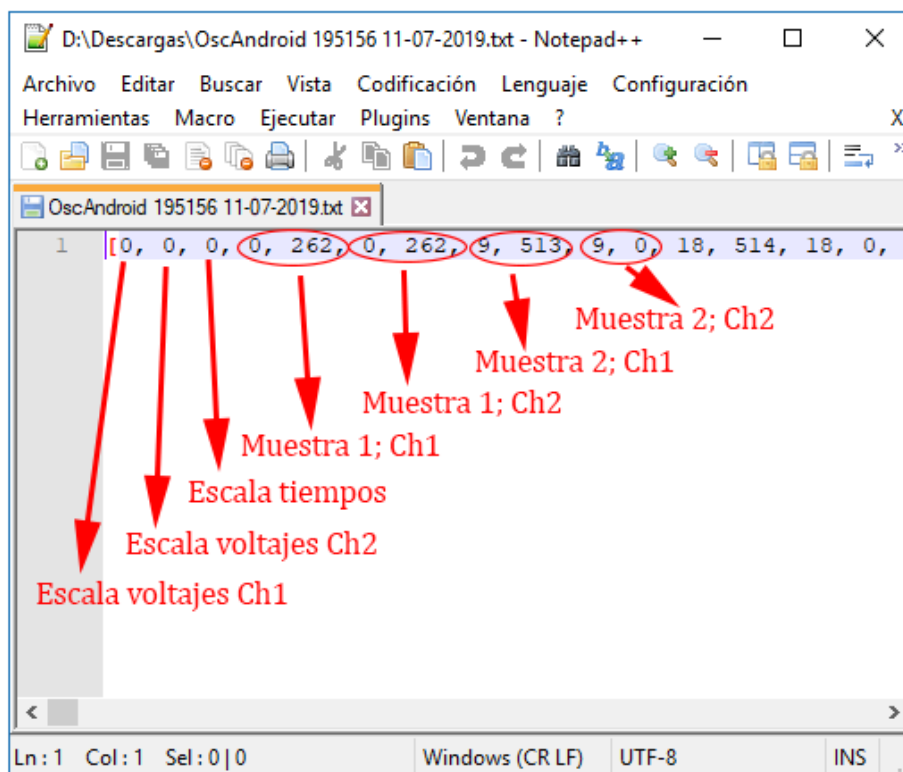 D:\Descargas\OscAndroid 195156 11-07-2019.txt - Notepad++
Archivo Editar Buscar Vista Codificación Lenguaje Configuración
Herramientas Macro Ejecutar Plugins Ventana ? X
OscAndroid 195156 11-07-2019.txt
1 [0, 0, 0, 0, 262, 0, 262, 9, 513, 9, 0, 18, 514, 18, 0,
Muestra 2; Ch2
Muestra 2; Ch1
Muestra 1; Ch2
Muestra 1; Ch1
Escala tiempos
Escala voltajes Ch2
Escala voltajes Ch1
Ln : 1 Col : 1 Sel : 0 | 0 Windows (CR LF) UTF-8 INS